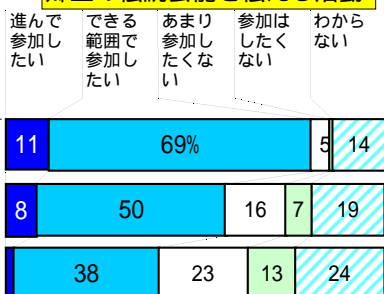 進んで
参加し
たい
できる
範囲で
参加し
たい
あまり
参加し
たくな
い
参加は
したく
ない
わから
ない
11 69% 5 14
8 50 16 7 19
38 23 13 24